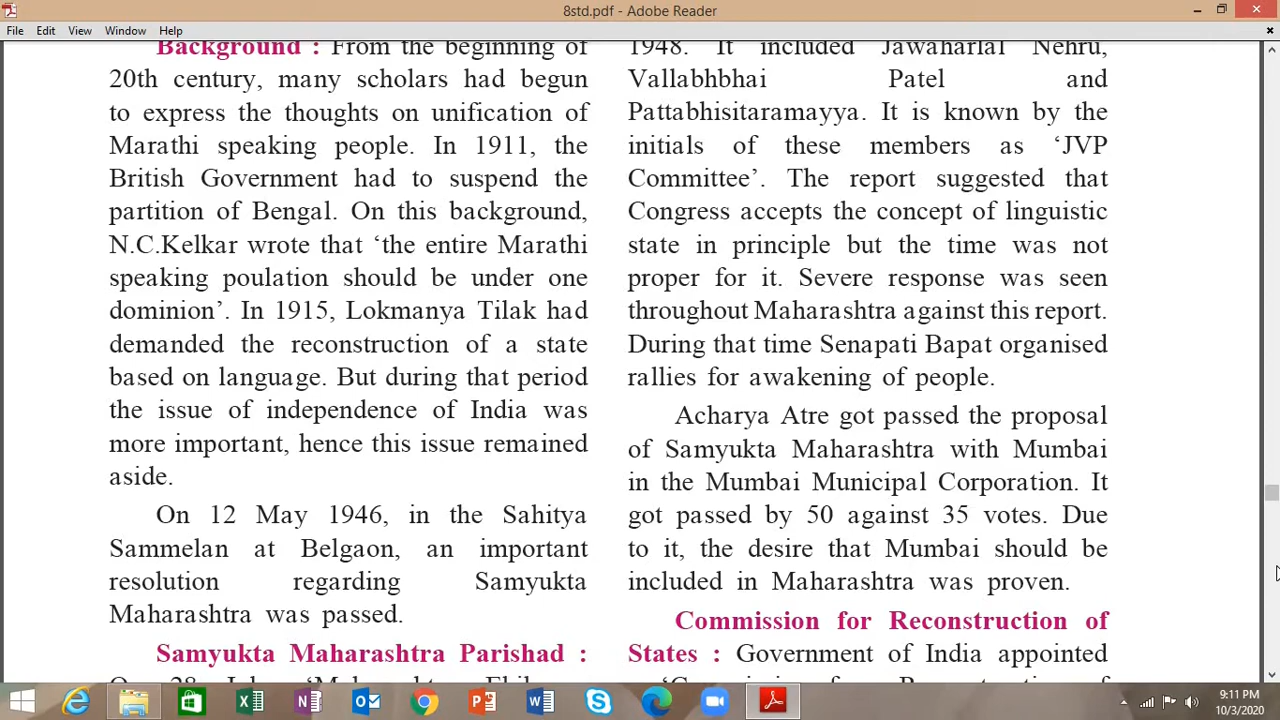 8std.pdf - Adobe Reader
File Edit View Window Help
Background : From the beginning of
20th century, many scholars had begun
to express the thoughts on unification of
Marathi speaking people. In 1911, the
British Government had to suspend the
partition of Bengal. On this background,
N.C.Kelkar wrote that ‘the entire Marathi
speaking poulation should be under one
dominion’. In 1915, Lokmanya Tilak had
demanded the reconstruction of a state
based on language. But during that period
the issue of independence of India was
more important, hence this issue remained
aside.
On 12 May 1946, in the Sahitya
Sammelan at Belgaon, an important
resolution regarding Samyukta
Maharashtra was passed.
Samyukta Maharashtra Parishad :
1948. It included Jawaharlal Nehru,
Vallabhbhai Patel and
Pattabhisitaramayya. It is known by the
initials of these members as ‘JVP
Committee’. The report suggested that
Congress accepts the concept of linguistic
state in principle but the time was not
proper for it. Severe response was seen
throughout Maharashtra against this report.
During that time Senapati Bapat organised
rallies for awakening of people.
Acharya Atre got passed the proposal
of Samyukta Maharashtra with Mumbai
in the Mumbai Municipal Corporation. It
got passed by 50 against 35 votes. Due
to it, the desire that Mumbai should be
included in Maharashtra was proven.
Commission for Reconstruction of
States : Government of India appointed
9:11 PM
10/3/2020